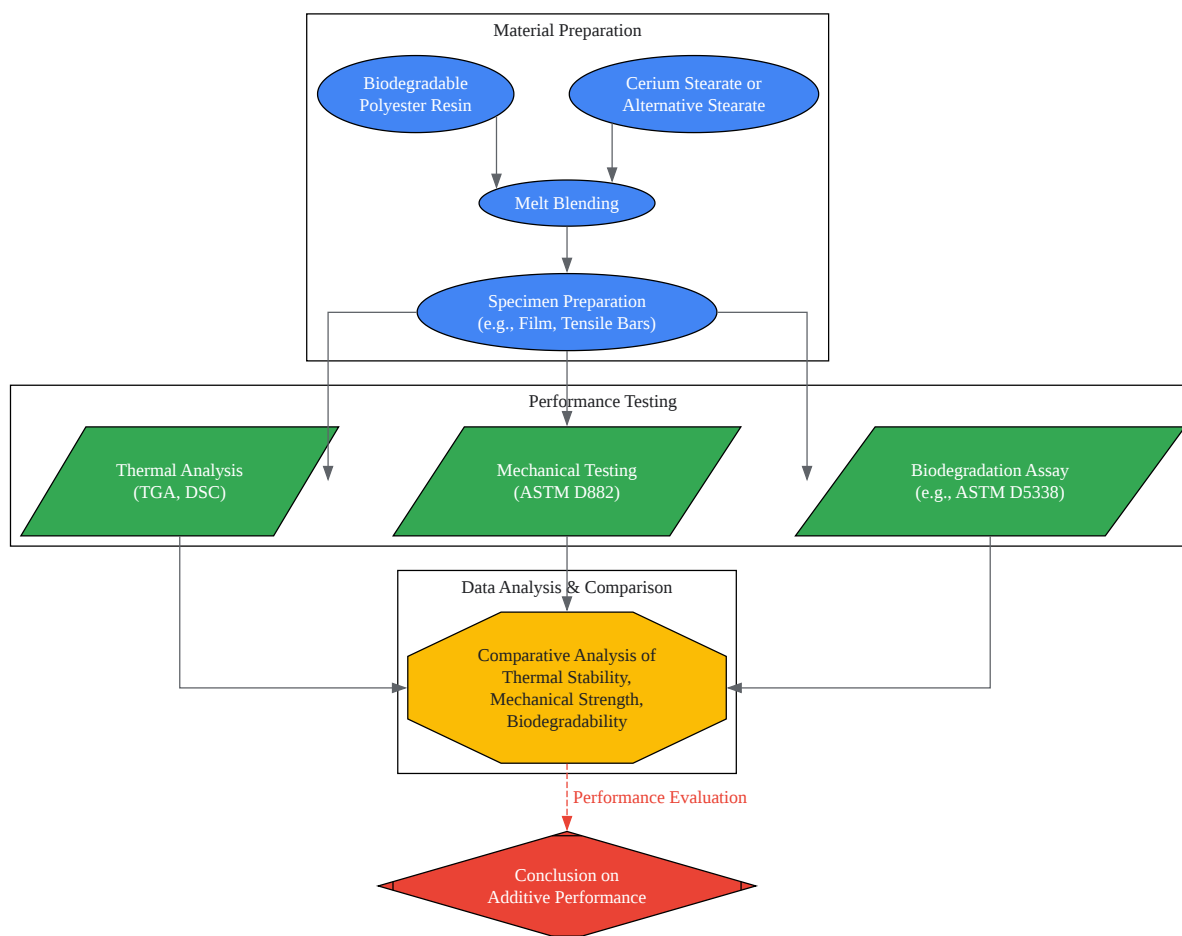 Material Preparation
Biodegradable
Polyester Resin
Cerium Stearate or
Alternative Stearate
Melt Blending
Specimen Preparation
(e.g., Film, Tensile Bars)
Performance Testing
Thermal Analysis
(TGA, DSC)
Mechanical Testing
(ASTM D882)
Biodegradation Assay
(e.g., ASTM D5338)
Data Analysis & Comparison
Comparative Analysis of
Thermal Stability,
Mechanical Strength,
Biodegradability
Performance Evaluation
Conclusion on
Additive Performance